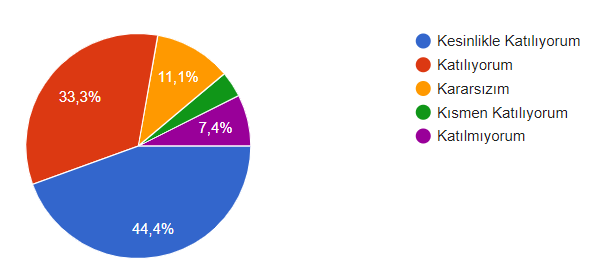 Kesinlikle Katılıyorum
Katılıyorum
Kararsızım
Kısmen Katılıyorum
Katılmıyorum
33,3%
11,1%
7,4%
44,4%